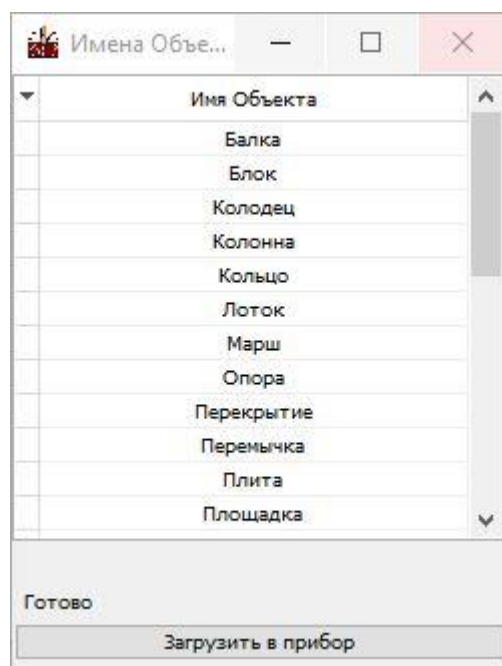 Имена Объе...
Имя Объекта
Балка
Блок
Колодец
Колонна
Кольцо
Лоток
Марш
Опора
Перекрытие
Перемычка
Плита
Площадка
Готово
Загрузить в прибор